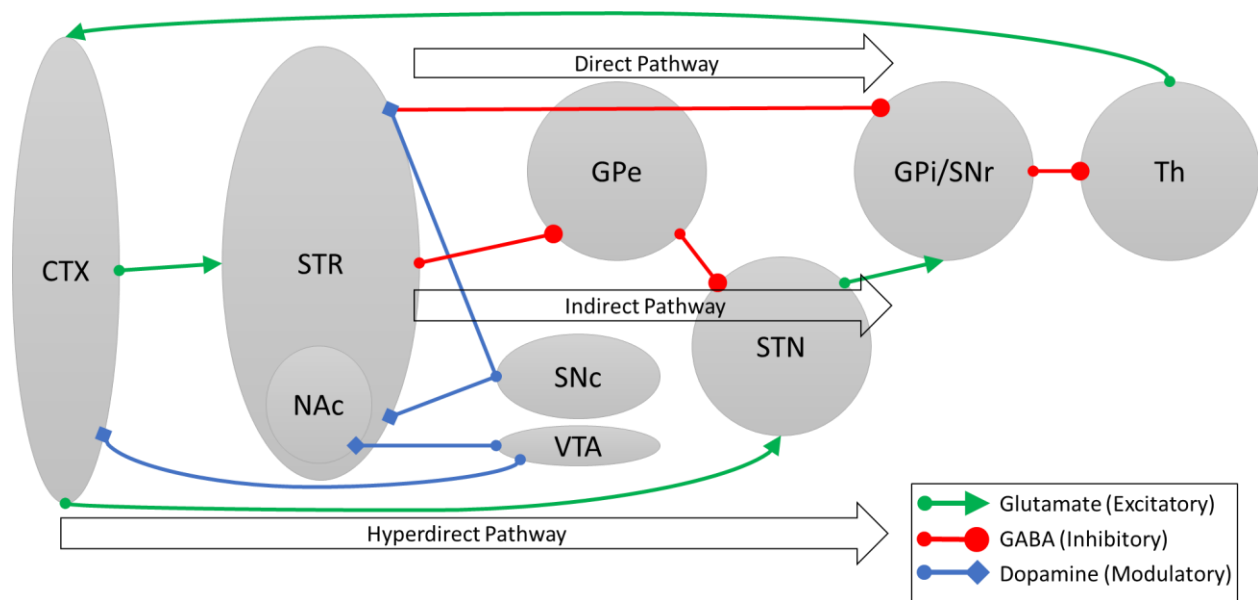 Direct Pathway
GPe
GPi/SNr
Th
CTX
STR
Indirect Pathway
STN
SNc
NAc
VTA
Hyperdirect Pathway
Glutamate (Excitatory)
GABA (Inhibitory)
Dopamine (Modulatory)